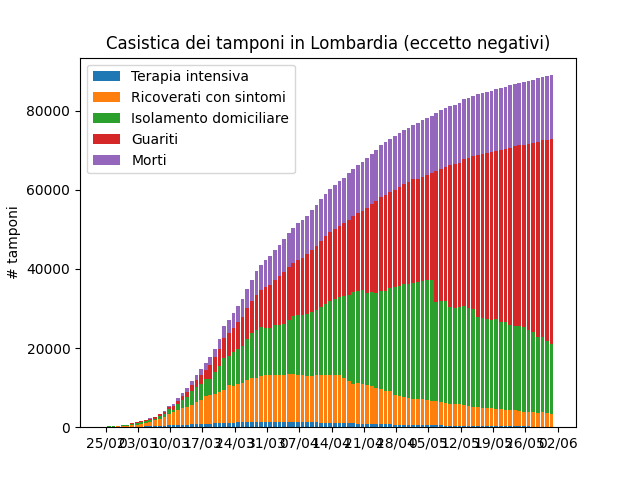 Casistica dei tamponi in Lombardia (eccetto negativi)
Terapia intensiva
Ricoverati con sintomi
Isolamento domiciliare
Guariti
Morti
# tamponi
80000
60000
40000
20000
0
25/02 03/03 10/03 17/03 24/03 31/03 07/04 14/04 21/04 28/04 05/05 12/05 19/05 26/05 02/06